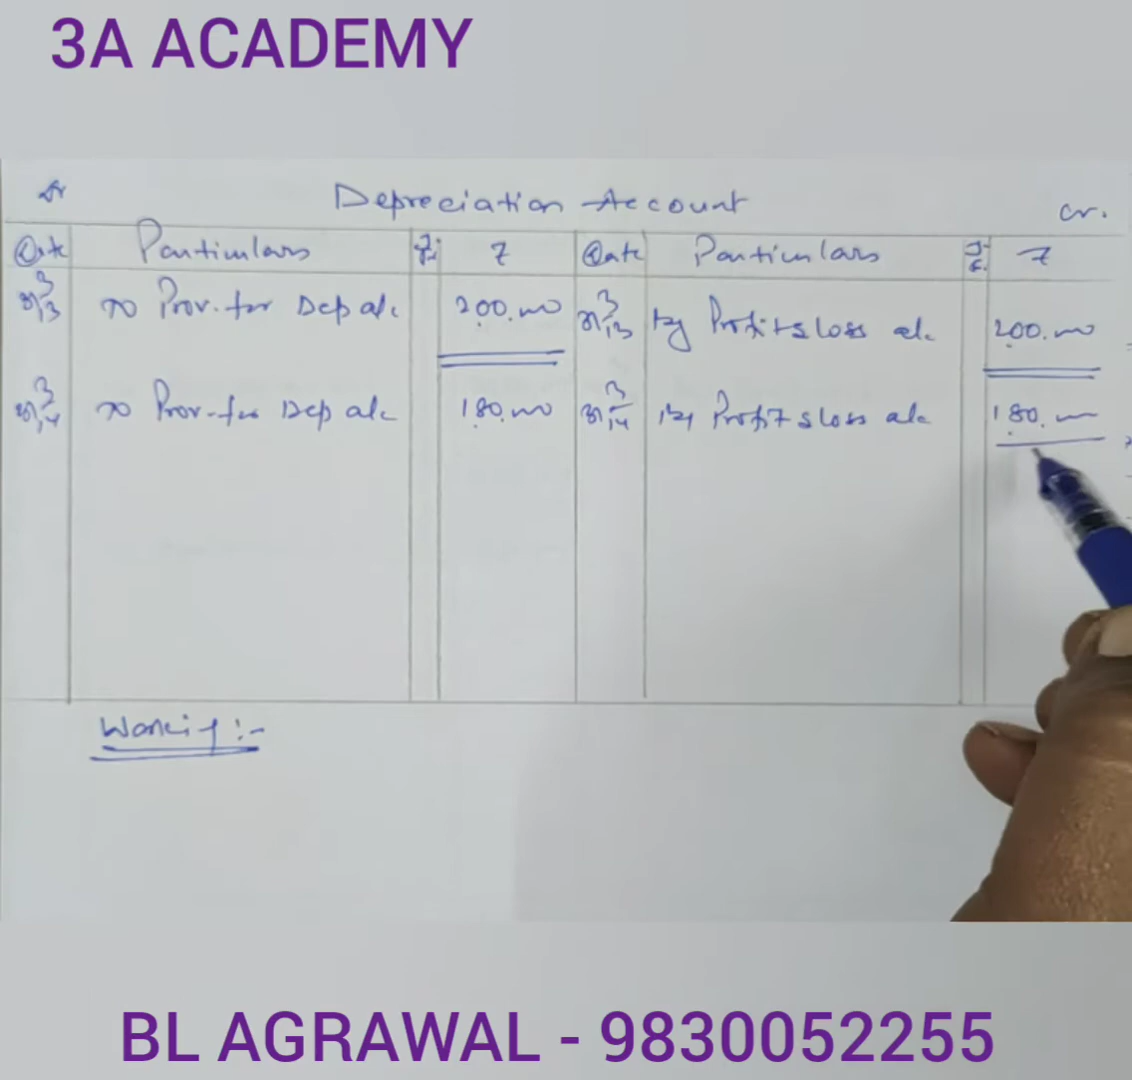 3A ACADEMY
Dr Depreciation Account Cr.
Date Particulars J.F. ₹ Date Particulars J.F. ₹
31/3/13 To Prov. for Dep a/c 200.00 31/3/13 By Profit & loss a/c 200.00
31/3/14 To Prov. for Dep a/c 180.00 31/3/14 By Profit & loss a/c 180.00
Working :-
BL AGRAWAL - 9830052255